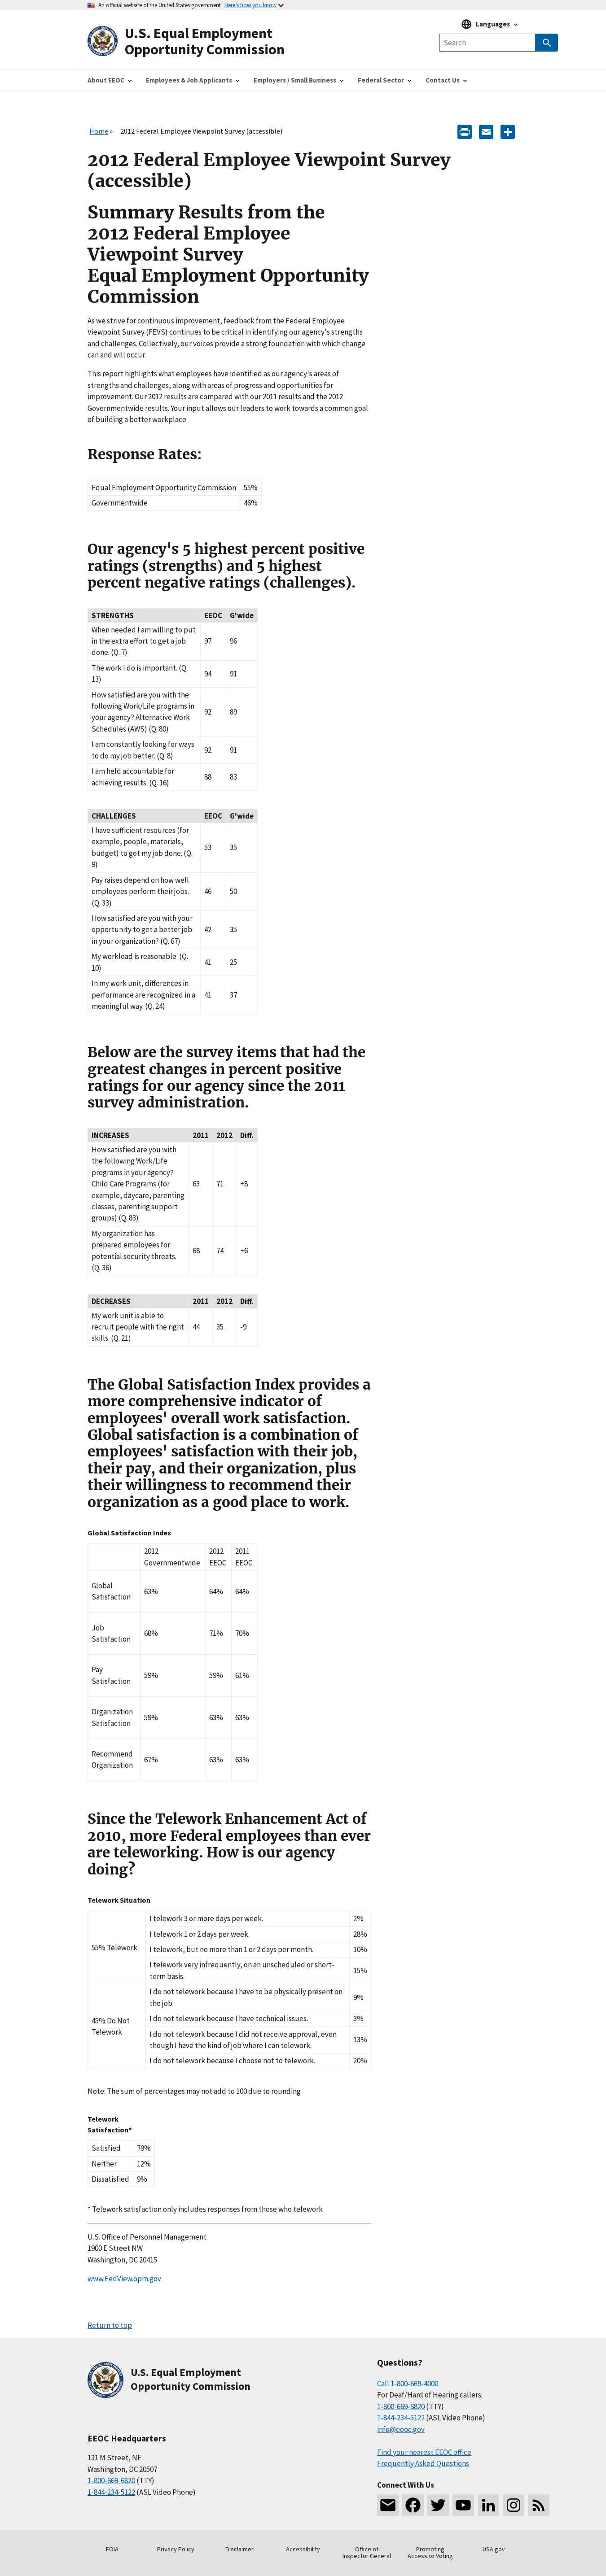 An official website of the United States government Here's how you know
U.S. Equal Employment
Opportunity Commission
Languages
Search
About EEOC
Employees & Job Applicants
Employers / Small Business
Federal Sector
Contact Us
Home » 2012 Federal Employee Viewpoint Survey (accessible)
2012 Federal Employee Viewpoint Survey
(accessible)
Summary Results from the
2012 Federal Employee
Viewpoint Survey
Equal Employment Opportunity
Commission
As we strive for continuous improvement, feedback from the Federal Employee
Viewpoint Survey (FEVS) continues to be critical in identifying our agency's strengths
and challenges. Collectively, our voices provide a strong foundation with which change
can and will occur.
This report highlights what employees have identified as our agency's areas of
strengths and challenges, along with areas of progress and opportunities for
improvement. Our 2012 results are compared with our 2011 results and the 2012
Governmentwide results. Your input allows our leaders to work towards a common goal
of building a better workplace.
Response Rates:
Equal Employment Opportunity Commission 55%
Governmentwide 46%
Our agency's 5 highest percent positive
ratings (strengths) and 5 highest
percent negative ratings (challenges).
STRENGTHS EEOC G'wide
When needed I am willing to put
in the extra effort to get a job
done. (Q. 7)
97 96
The work I do is important. (Q.
13)
94 91
How satisfied are you with the
following Work/Life programs in
your agency? Alternative Work
Schedules (AWS) (Q. 80)
92 89
I am constantly looking for ways
to do my job better. (Q. 8)
92 91
I am held accountable for
achieving results. (Q. 16)
88 83
CHALLENGES EEOC G'wide
I have sufficient resources (for
example, people, materials,
budget) to get my job done. (Q.
9)
53 35
Pay raises depend on how well
employees perform their jobs.
(Q. 33)
46 50
How satisfied are you with your
opportunity to get a better job
in your organization? (Q. 67)
42 35
My workload is reasonable. (Q.
10)
41 25
In my work unit, differences in
performance are recognized in a
meaningful way. (Q. 24)
41 37
Below are the survey items that had the
greatest changes in percent positive
ratings for our agency since the 2011
survey administration.
INCREASES 2011 2012 Diff.
How satisfied are you with
the following Work/Life
programs in your agency?
Child Care Programs (for
example, daycare, parenting
classes, parenting support
groups) (Q. 83)
63 71 +8
My organization has
prepared employees for
potential security threats.
(Q. 36)
68 74 +6
DECREASES 2011 2012 Diff.
My work unit is able to
recruit people with the right
skills. (Q. 21)
44 35 -9
The Global Satisfaction Index provides a
more comprehensive indicator of
employees' overall work satisfaction.
Global satisfaction is a combination of
employees' satisfaction with their job,
their pay, and their organization, plus
their willingness to recommend their
organization as a good place to work.
Global Satisfaction Index
2012
Governmentwide
2012
EEOC
2011
EEOC
Global
Satisfaction
63% 64% 64%
Job
Satisfaction
68% 71% 70%
Pay
Satisfaction
59% 59% 61%
Organization
Satisfaction
59% 63% 63%
Recommend
Organization
67% 63% 63%
Since the Telework Enhancement Act of
2010, more Federal employees than ever
are teleworking. How is our agency
doing?
Telework Situation
55% Telework
I telework 3 or more days per week. 2%
I telework 1 or 2 days per week. 28%
I telework, but no more than 1 or 2 days per month. 10%
I telework very infrequently, on an unscheduled or short-
term basis.
15%
45% Do Not
Telework
I do not telework because I have to be physically present on
the job.
9%
I do not telework because I have technical issues. 3%
I do not telework because I did not receive approval, even
though I have the kind of job where I can telework.
13%
I do not telework because I choose not to telework. 20%
Note: The sum of percentages may not add to 100 due to rounding
Telework
Satisfaction*
Satisfied 79%
Neither 12%
Dissatisfied 9%
* Telework satisfaction only includes responses from those who telework
U.S. Office of Personnel Management
1900 E Street NW
Washington, DC 20415
www.FedView.opm.gov
Return to top
U.S. Equal Employment
Opportunity Commission
EEOC Headquarters
131 M Street, NE
Washington, DC 20507
1-800-669-6820 (TTY)
1-844-234-5122 (ASL Video Phone)
Questions?
Call 1-800-669-4000
For Deaf/Hard of Hearing callers:
1-800-669-6820 (TTY)
1-844-234-5122 (ASL Video Phone)
info@eeoc.gov
Find your nearest EEOC office
Frequently Asked Questions
Connect With Us
FOIA
Privacy Policy
Disclaimer
Accessibility
Office of
Inspector General
Promoting
Access to Voting
USA.gov